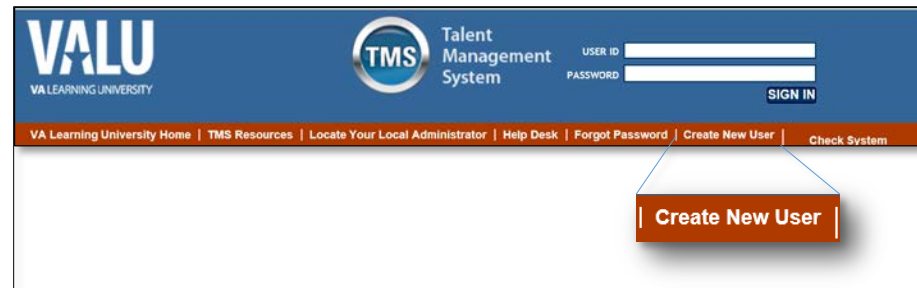 VALU
VA LEARNING UNIVERSITY
TMS
Talent
Management
System
USER ID
PASSWORD
SIGN IN
VA Learning University Home | TMS Resources | Locate Your Local Administrator | Help Desk | Forgot Password | Create New User | Check System
| Create New User |